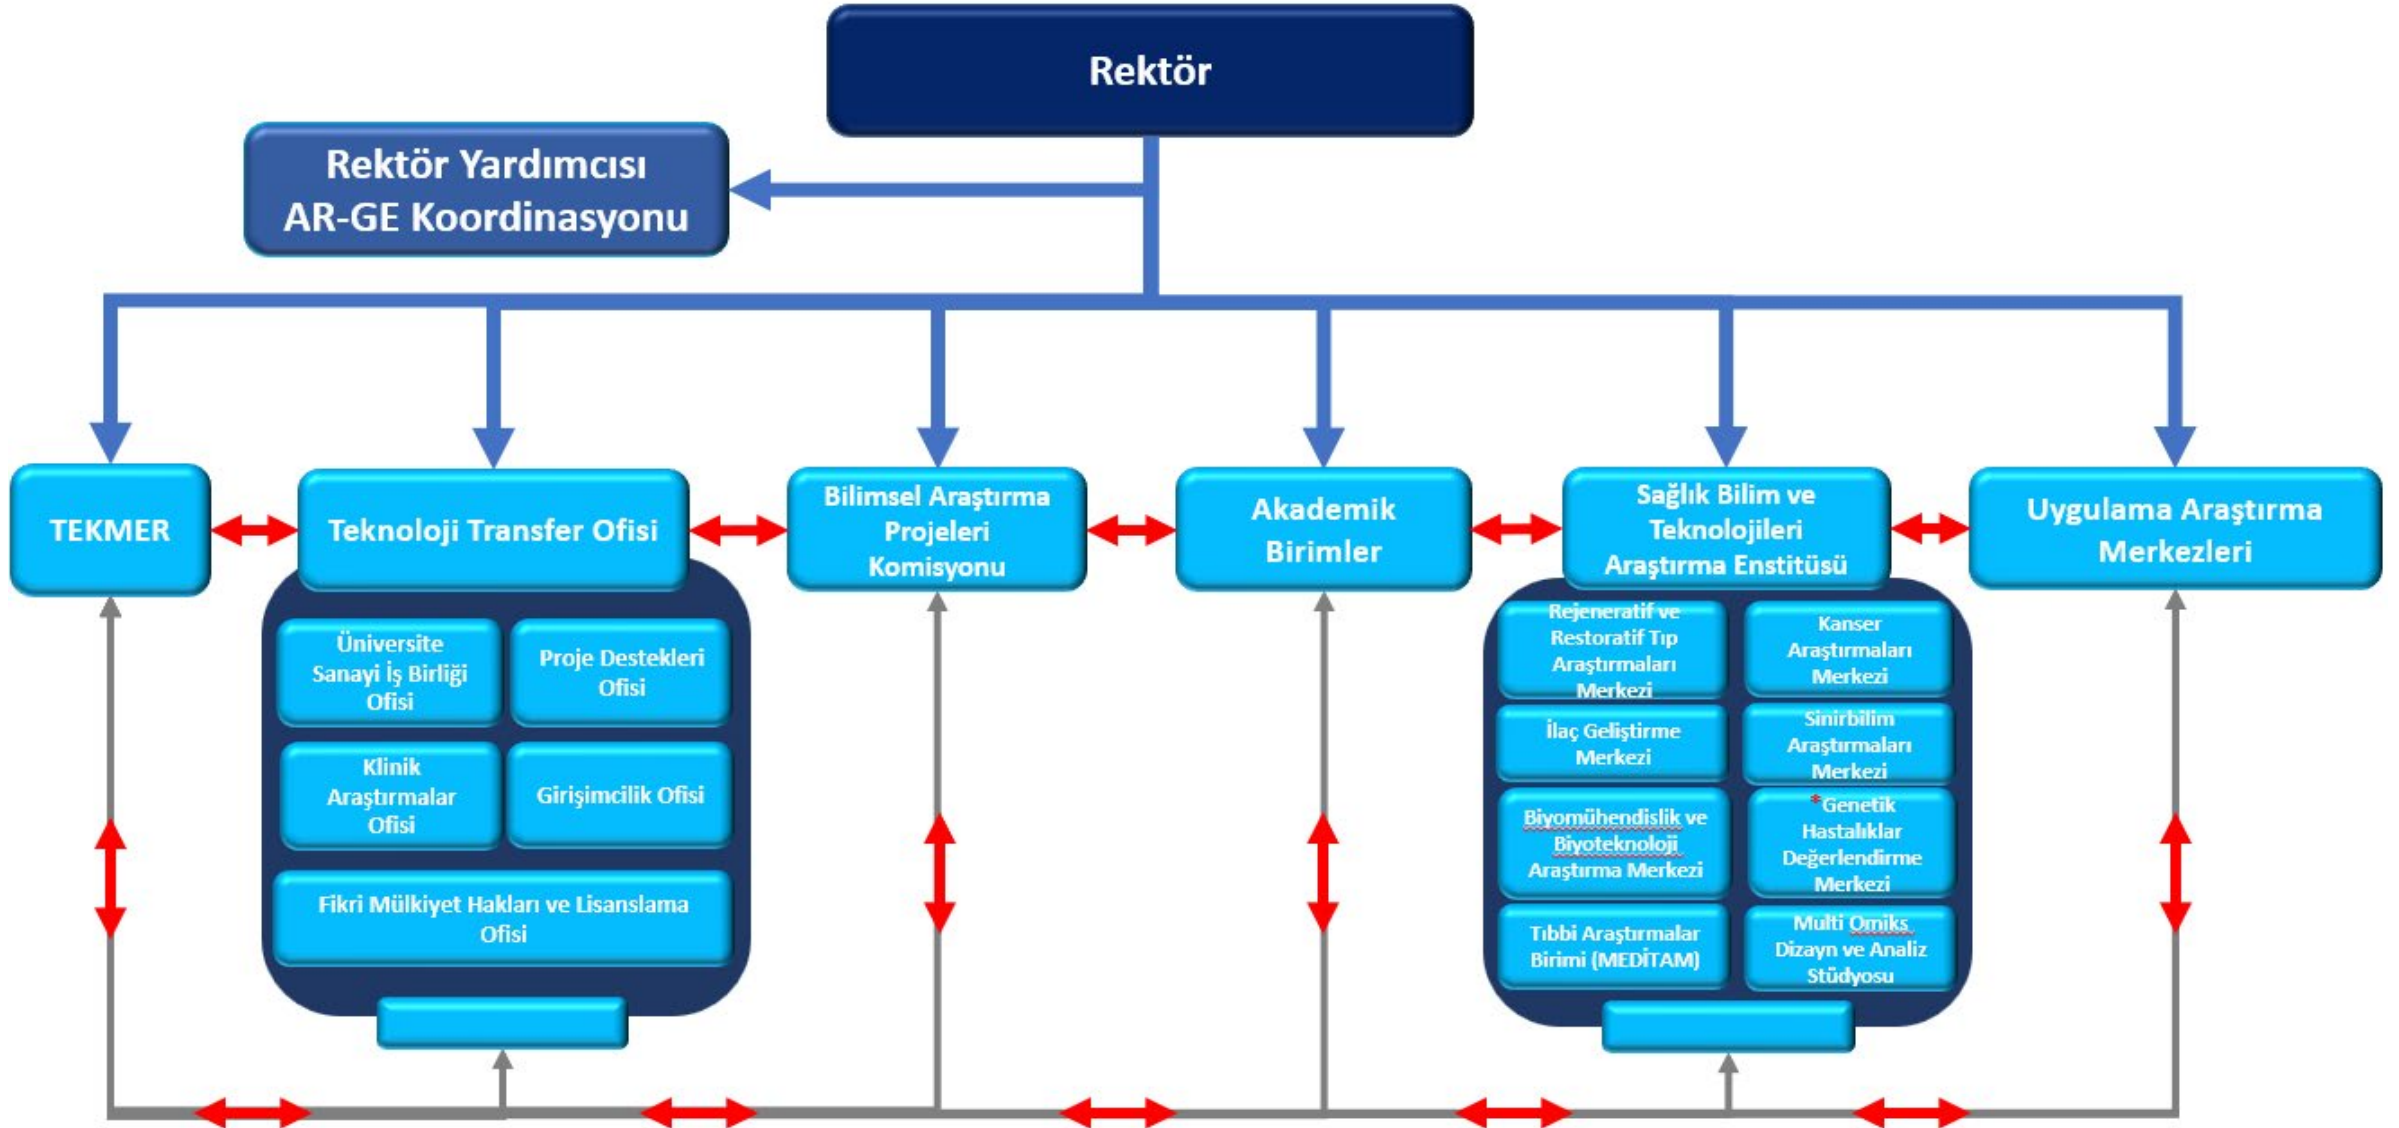 Rektör
Rektör Yardımcısı
AR-GE Koordinasyonu
TEKMER
Teknoloji Transfer Ofisi
Bilimsel Araştırma
Projeleri
Komisyonu
Akademik
Birimler
Sağlık Bilim ve
Teknolojileri
Araştırma Enstitüsü
Uygulama Araştırma
Merkezleri
Üniversite
Sanayi İş Birliği
Ofisi
Proje Destekleri
Ofisi
Klinik
Araştırmalar
Ofisi
Girişimcilik Ofisi
Fikri Mülkiyet Hakları ve Lisanslama
Ofisi
Rejeneratif ve
Restoratif Tıp
Araştırmaları
Merkezi
Kanser
Araştırmaları
Merkezi
İlaç Geliştirme
Merkezi
Sinirbilim
Araştırmaları
Merkezi
Biyomühendislik ve
Biyoteknoloji
Araştırma Merkezi
*Genetik
Hastalıklar
Değerlendirme
Merkezi
Tıbbi Araştırmalar
Birimi (MEDİTAM)
Multi Omiks
Dizayn ve Analiz
Stüdyosu